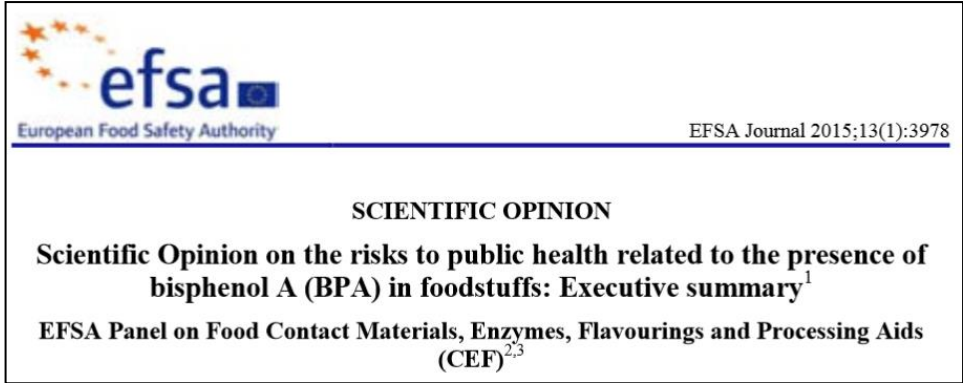 efsa
European Food Safety Authority
EFSA Journal 2015;13(1):3978
SCIENTIFIC OPINION
Scientific Opinion on the risks to public health related to the presence of
bisphenol A (BPA) in foodstuffs: Executive summary¹
EFSA Panel on Food Contact Materials, Enzymes, Flavourings and Processing Aids
(CEF)²,³